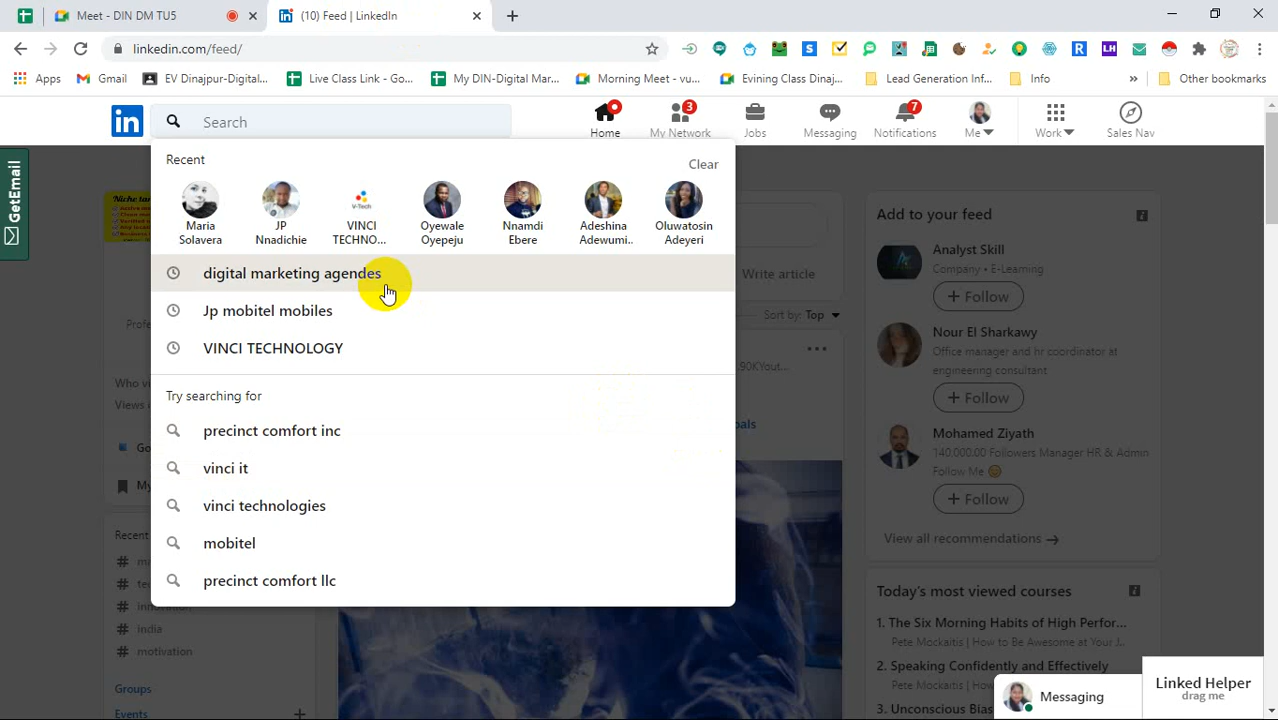 Meet - DIN DM TU5
(10) Feed | LinkedIn
linkedin.com/feed/
Apps
Gmail
EV Dinajpur-Digital...
Live Class Link - Go...
My DIN-Digital Mar...
Morning Meet - vu...
Evining Class Dinaj...
Lead Generation Inf...
Info
Other bookmarks
in
Search
Home
3
My Network
Jobs
Messaging
7
Notifications
Me
Work
Sales Nav
GetEmail
Recent
Clear
Maria
Solavera
JP
Nnadichie
V-Tech
VINCI
TECHNO...
Oyewale
Oyepeju
Nnamdi
Ebere
Adeshina
Adewumi..
Oluwatosin
Adeyeri
digital marketing agendes
Jp mobitel mobiles
VINCI TECHNOLOGY
Try searching for
precinct comfort inc
vinci it
vinci technologies
mobitel
precinct comfort llc
Write article
Sort by: Top
Who vi
Views
Recent
india
motivation
Groups
Events
Add to your feed
Analyst Skill
Company • E-Learning
+ Follow
Nour El Sharkawy
Office manager and hr coordinator at
engineering consultant
+ Follow
Mohamed Ziyath
140.000.00 Followers Manager HR & Admin
Follow Me
+ Follow
View all recommendations
Today's most viewed courses
1. The Six Morning Habits of High Perfor...
Pete Mockaitis | How to Be Awesome at Your J..
2. Speaking Confidently and Effectively
Pete Mockaitis | How to Be Awesome at Y
3. Unconscious Bias
Messaging
Linked Helper
drag me